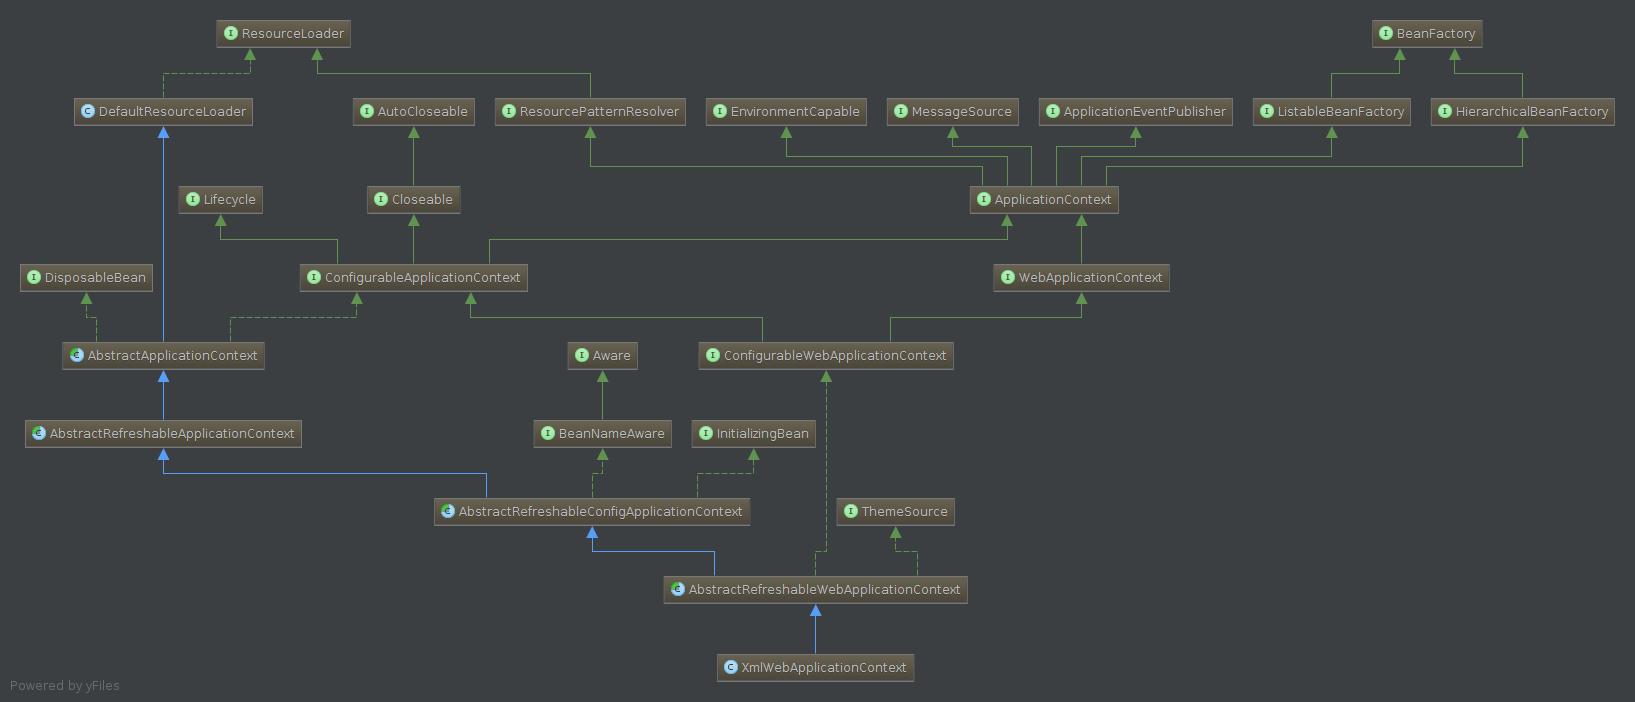 ResourceLoader
BeanFactory
DefaultResourceLoader
AutoCloseable
ResourcePatternResolver
EnvironmentCapable
MessageSource
ApplicationEventPublisher
ListableBeanFactory
HierarchicalBeanFactory
Lifecycle
Closeable
ApplicationContext
DisposableBean
ConfigurableApplicationContext
WebApplicationContext
AbstractApplicationContext
Aware
ConfigurableWebApplicationContext
AbstractRefreshableApplicationContext
BeanNameAware
InitializingBean
AbstractRefreshableConfigApplicationContext
ThemeSource
AbstractRefreshableWebApplicationContext
XmlWebApplicationContext
Powered by yFiles